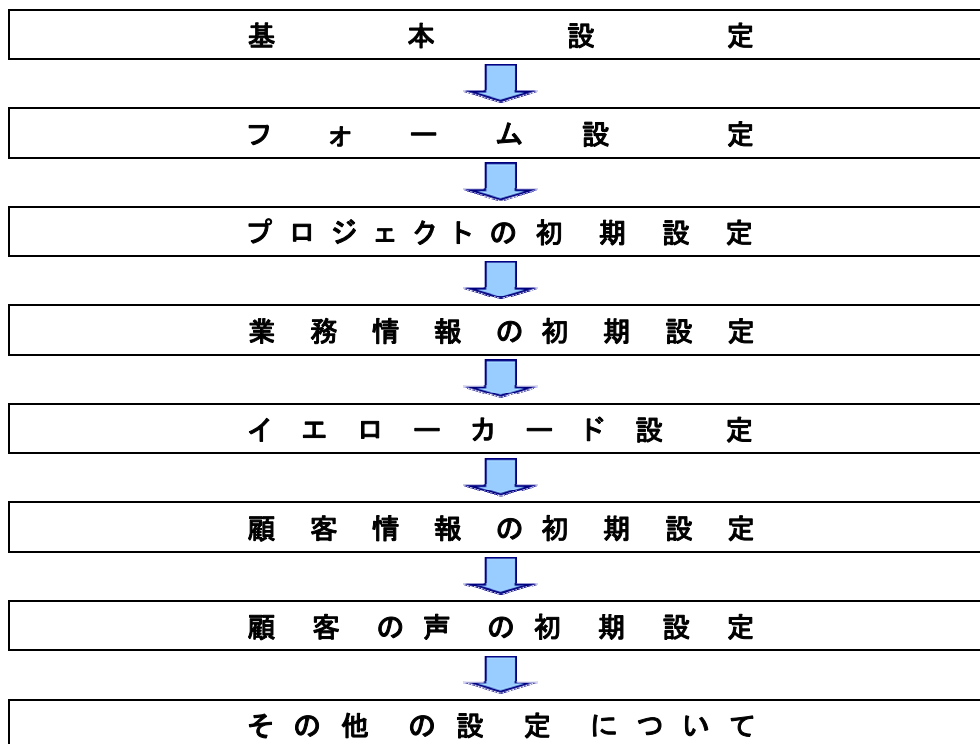 基本設定
フォーム設定
プロジェクトの初期設定
業務情報の初期設定
イエローカード設定
顧客情報の初期設定
顧客の声の初期設定
その他の設定について